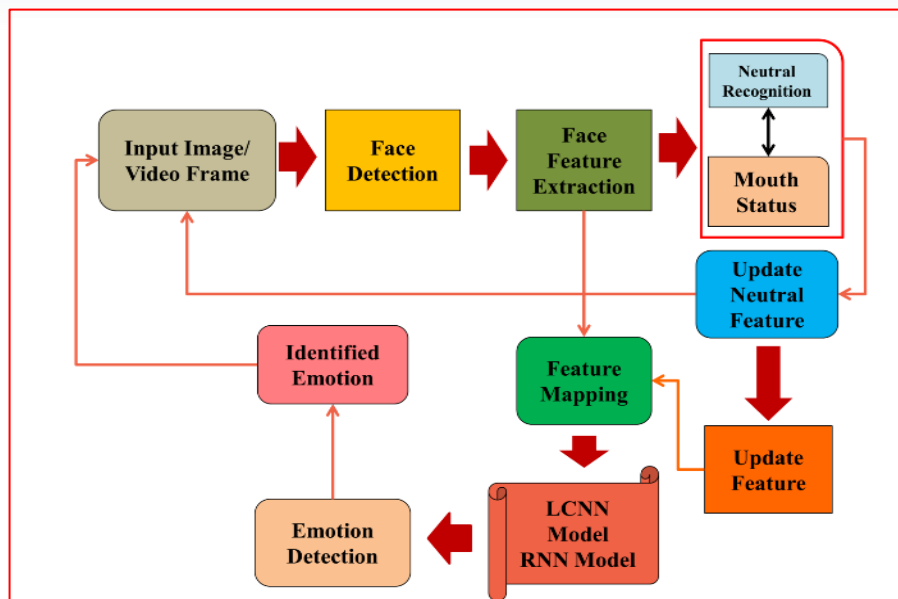 Input Image/
Video Frame
Face
Detection
Face
Feature
Extraction
Neutral
Recognition
Mouth
Status
Update
Neutral
Feature
Identified
Emotion
Feature
Mapping
Update
Feature
Emotion
Detection
LCNN
Model
RNN Model